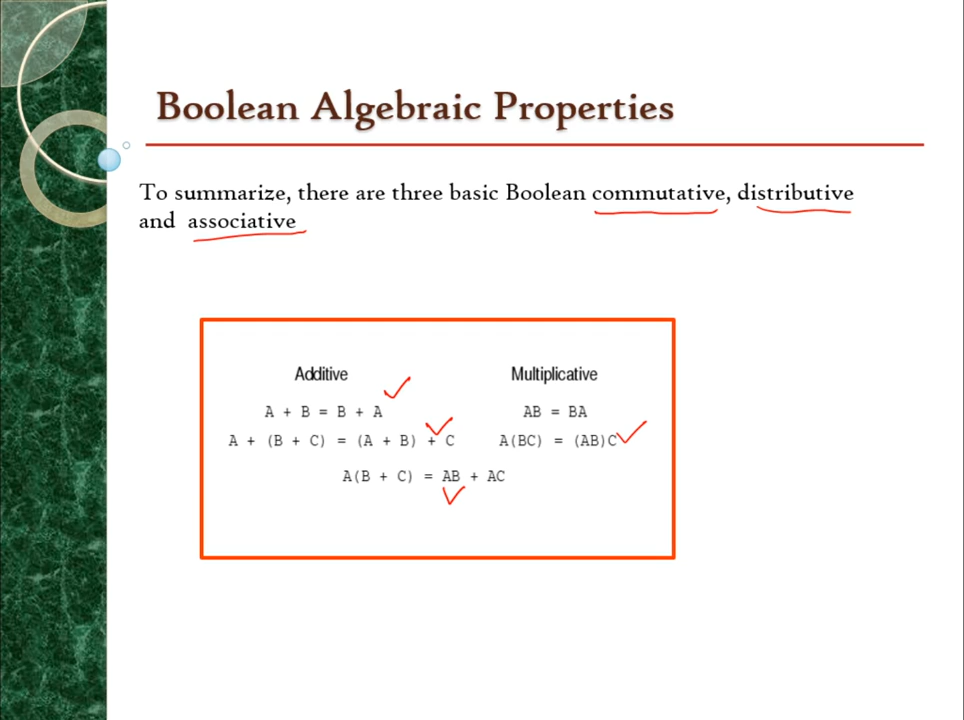 Boolean Algebraic Properties
To summarize, there are three basic Boolean commutative, distributive
and associative
Additive Multiplicative
A + B = B + A AB = BA
A + (B + C) = (A + B) + C A(BC) = (AB)C
A(B + C) = AB + AC